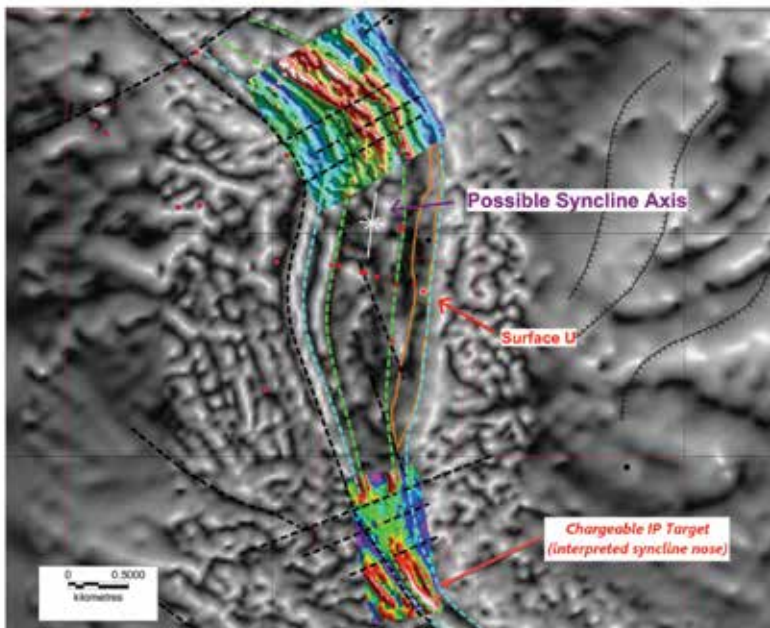 Possible Syncline Axis
Surface U
Chargeable IP Target
(interpreted syncline nose)
0 0.5000
kilometres